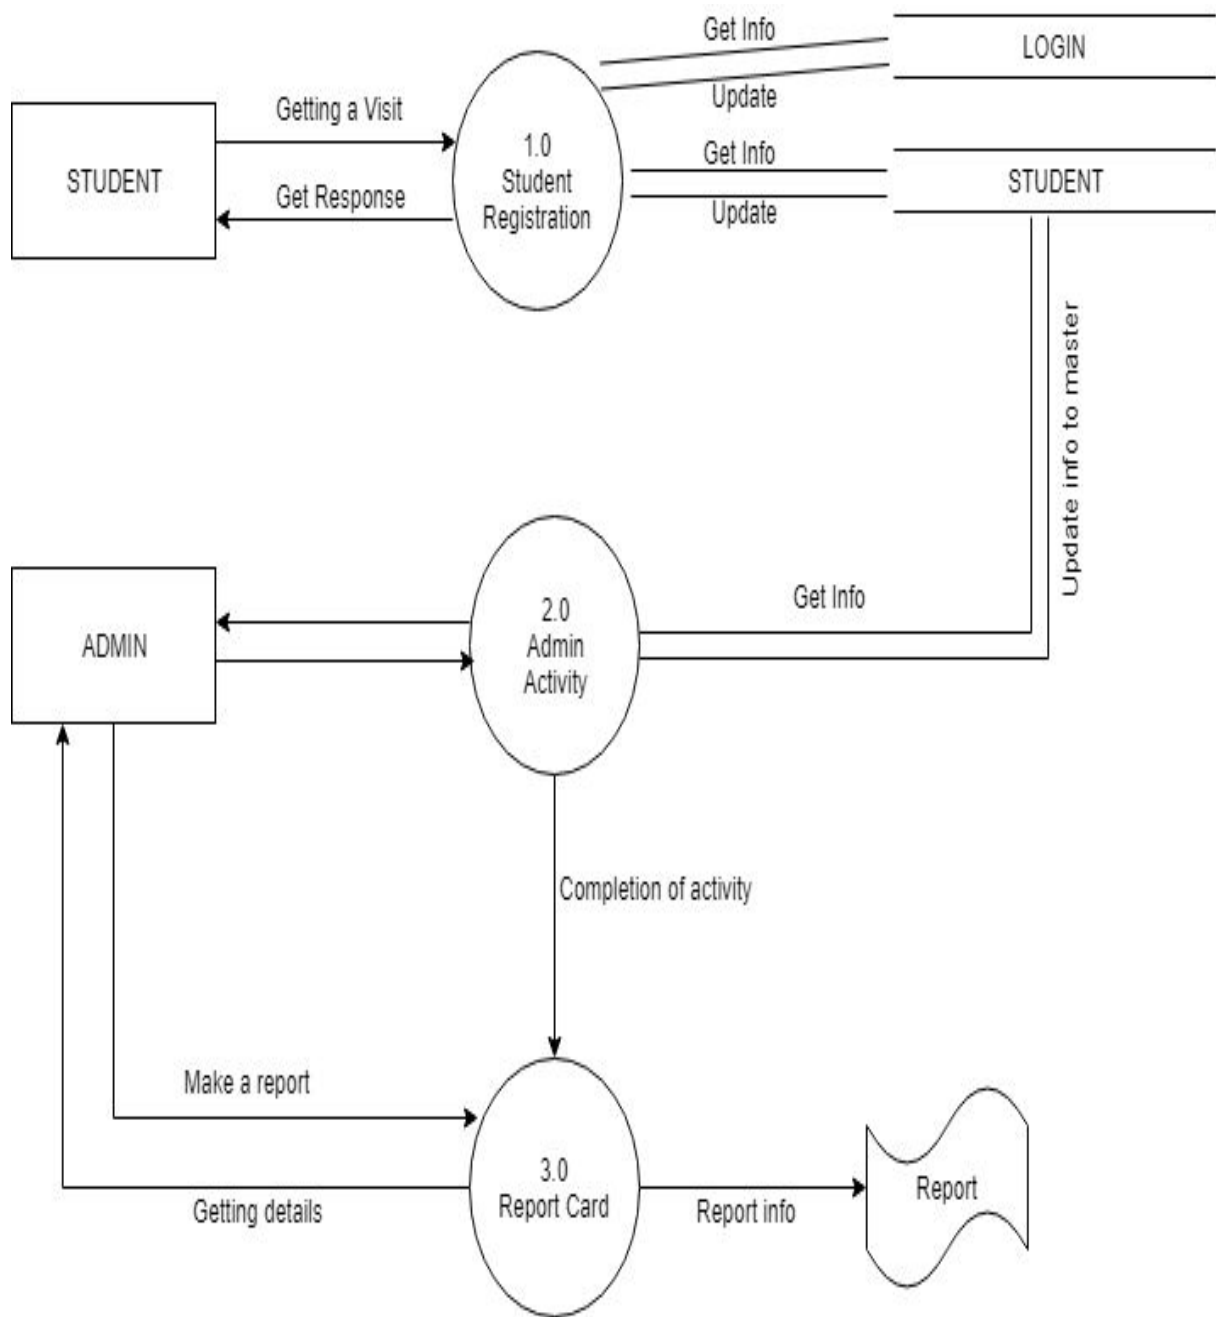 Get Info
LOGIN
Update
Getting a Visit
STUDENT
Get Response
1.0
Student
Registration
Get Info
STUDENT
Update
Update info to master
ADMIN
2.0
Admin
Activity
Get Info
Completion of activity
Make a report
Getting details
3.0
Report Card
Report info
Report